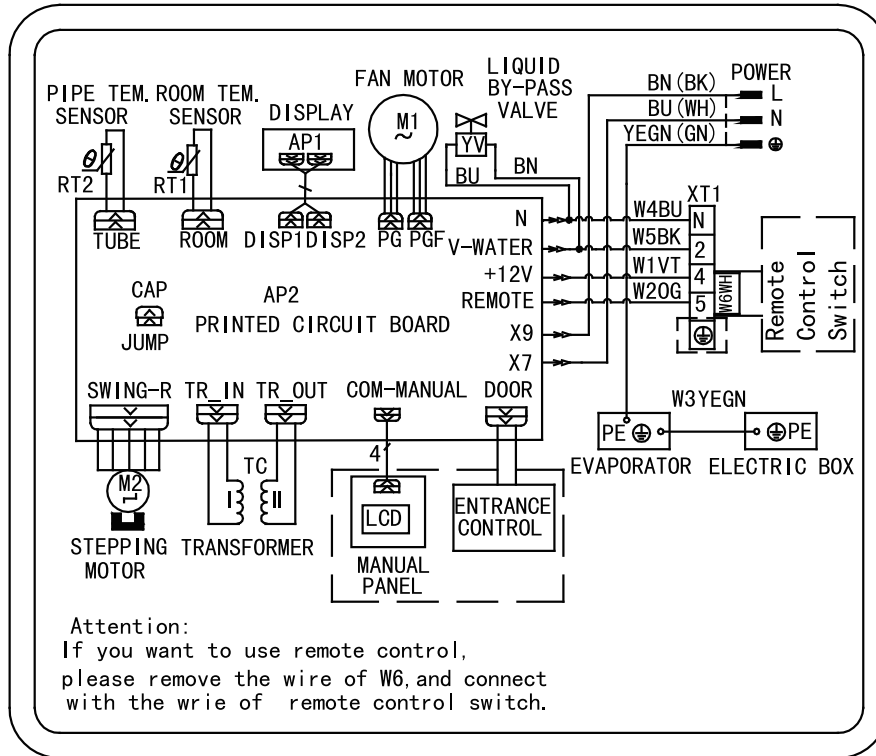 PIPE TEM. SENSOR
ROOM TEM. SENSOR
DISPLAY
AP1
FAN MOTOR
M1
~
LIQUID
BY-PASS
VALVE
YV
BN
BU
POWER
BN(BK)
L
BU(WH)
N
YEGN(GN)
RT2
RT1
θ
θ
TUBE
ROOM
DISP1
DISP2
PG
PGF
N
V-WATER
+12V
REMOTE
X9
X7
W4BU
W5BK
W1VT
W2OG
XT1
N
2
4
5
W6WH
Remote
Control
Switch
CAP
JUMP
AP2
PRINTED CIRCUIT BOARD
SWING-R
TR_IN
TR_OUT
COM-MANUAL
DOOR
W3YEGN
PE
PE
EVAPORATOR
ELECTRIC BOX
M2
STEPPING
MOTOR
TC
I
II
TRANSFORMER
4
LCD
MANUAL
PANEL
ENTRANCE
CONTROL
Attention:
If you want to use remote control,
please remove the wire of W6,and connect
with the wrie of remote control switch.